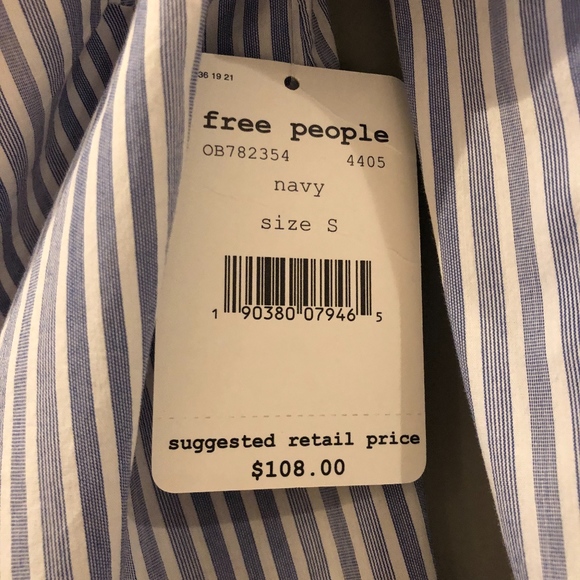 36 19 21
free people
OB782354 4405
navy
size S
1 90380 07946 5
suggested retail price
$108.00